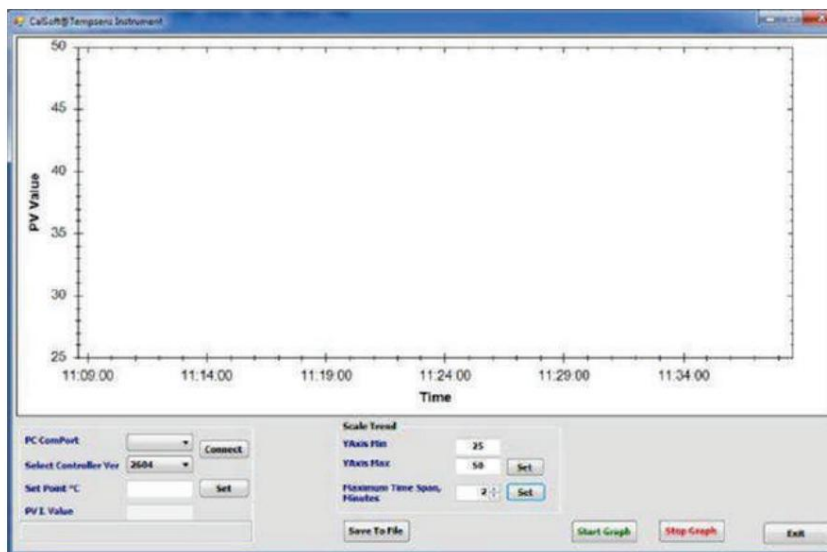 CalSoft@Tempsens Instrument
50
45
40
35
30
25
PV Value
11:09:00 11:14:00 11:19:00 11:24:00 11:29:00 11:34:00
Time
PC ComPort
Connect
Select Controller Ver 2604
Set Point °C
Set
PV I. Value
Scale Trend
YAxis Min 25
YAxis Max 50 Set
Maximum Time Span, Minutes 2 Set
Save To File
Start Graph
Stop Graph
Exit